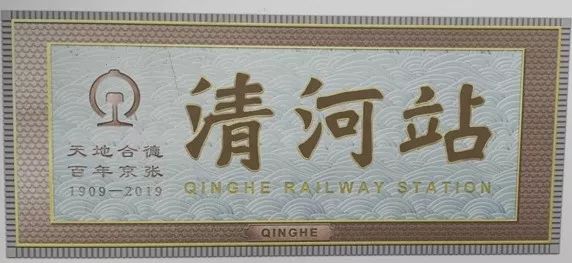 天地合德
百年京张
1909—2019
清河站
QINGHE RAILWAY STATION
QINGHE